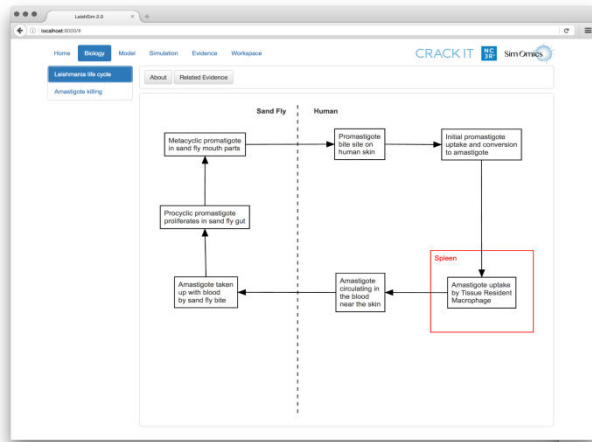 LeishSim 2.0
localhost:8000/#
Home Biology Model Simulation Evidence Workspace
CRACK IT
NC
3Rs
SimOmics
Leishmania life cycle
Amastigote killing
About Related Evidence
Sand Fly Human
Metacyclic promatigote
in sand fly mouth parts
Promastigote
bite site on
human skin
Initial promastigote
uptake and conversion
to amastigote
Procyclic promastigote
proliferates in sand fly gut
Spleen
Amastigote taken
up with blood
by sand fly bite
Amastigote
circulating in
the blood
near the skin
Amastigote uptake
by Tissue Resident
Macrophage